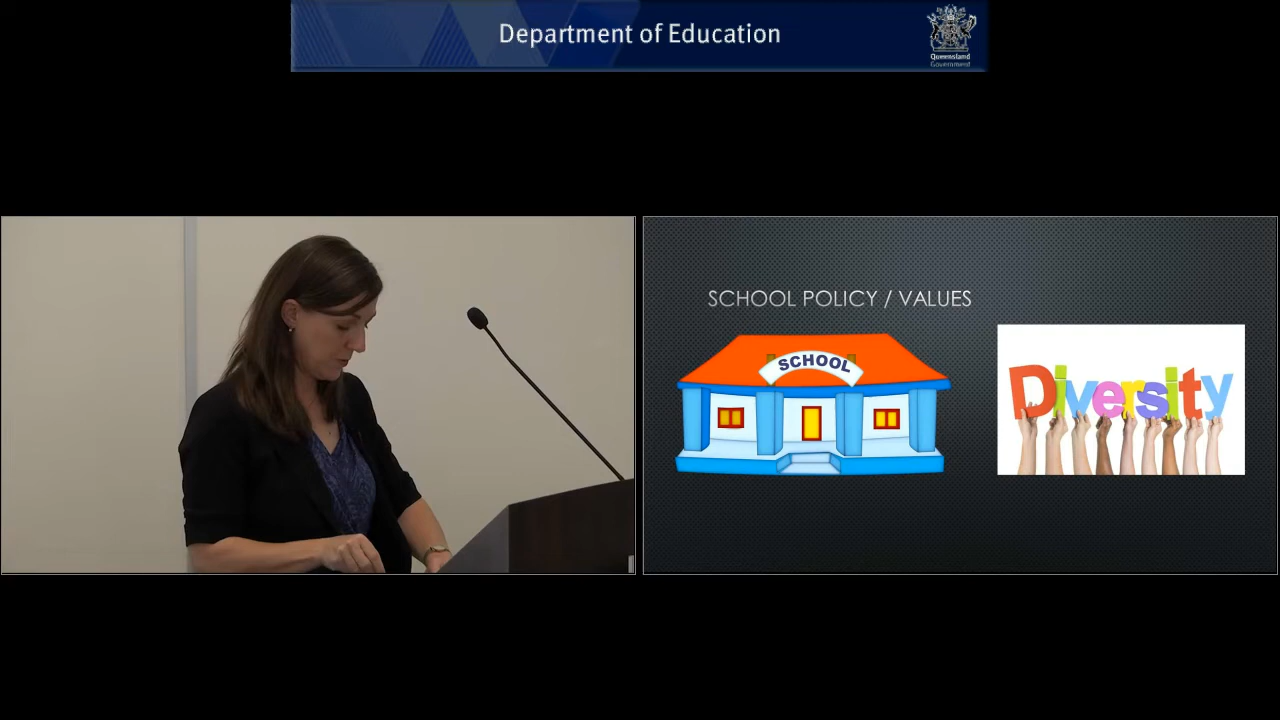 Department of Education
Queensland
Government
SCHOOL POLICY / VALUES
SCHOOL
Diversity